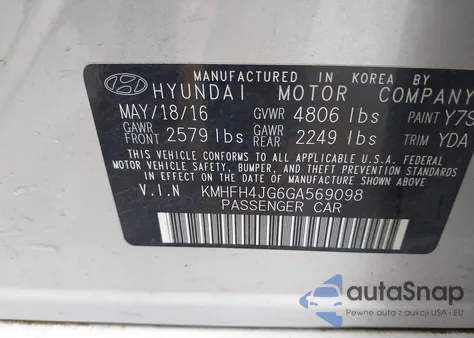 MANUFACTURED IN KOREA BY
HYUNDAI MOTOR COMPANY
MAY/18/16 GVWR 4806 lbs PAINT Y7S
GAWR FRONT 2579 lbs GAWR REAR 2249 lbs TRIM YDA
THIS VEHICLE CONFORMS TO ALL APPLICABLE U.S.A. FEDERAL
MOTOR VEHICLE SAFETY, BUMPER, AND THEFT PREVENTION STANDARDS
IN EFFECT ON THE DATE OF MANUFACTURE SHOWN ABOVE.
V.I.N KMHFH4JG6GA569098
PASSENGER CAR
autoSnap
Pewne auta z aukcji USA i EU